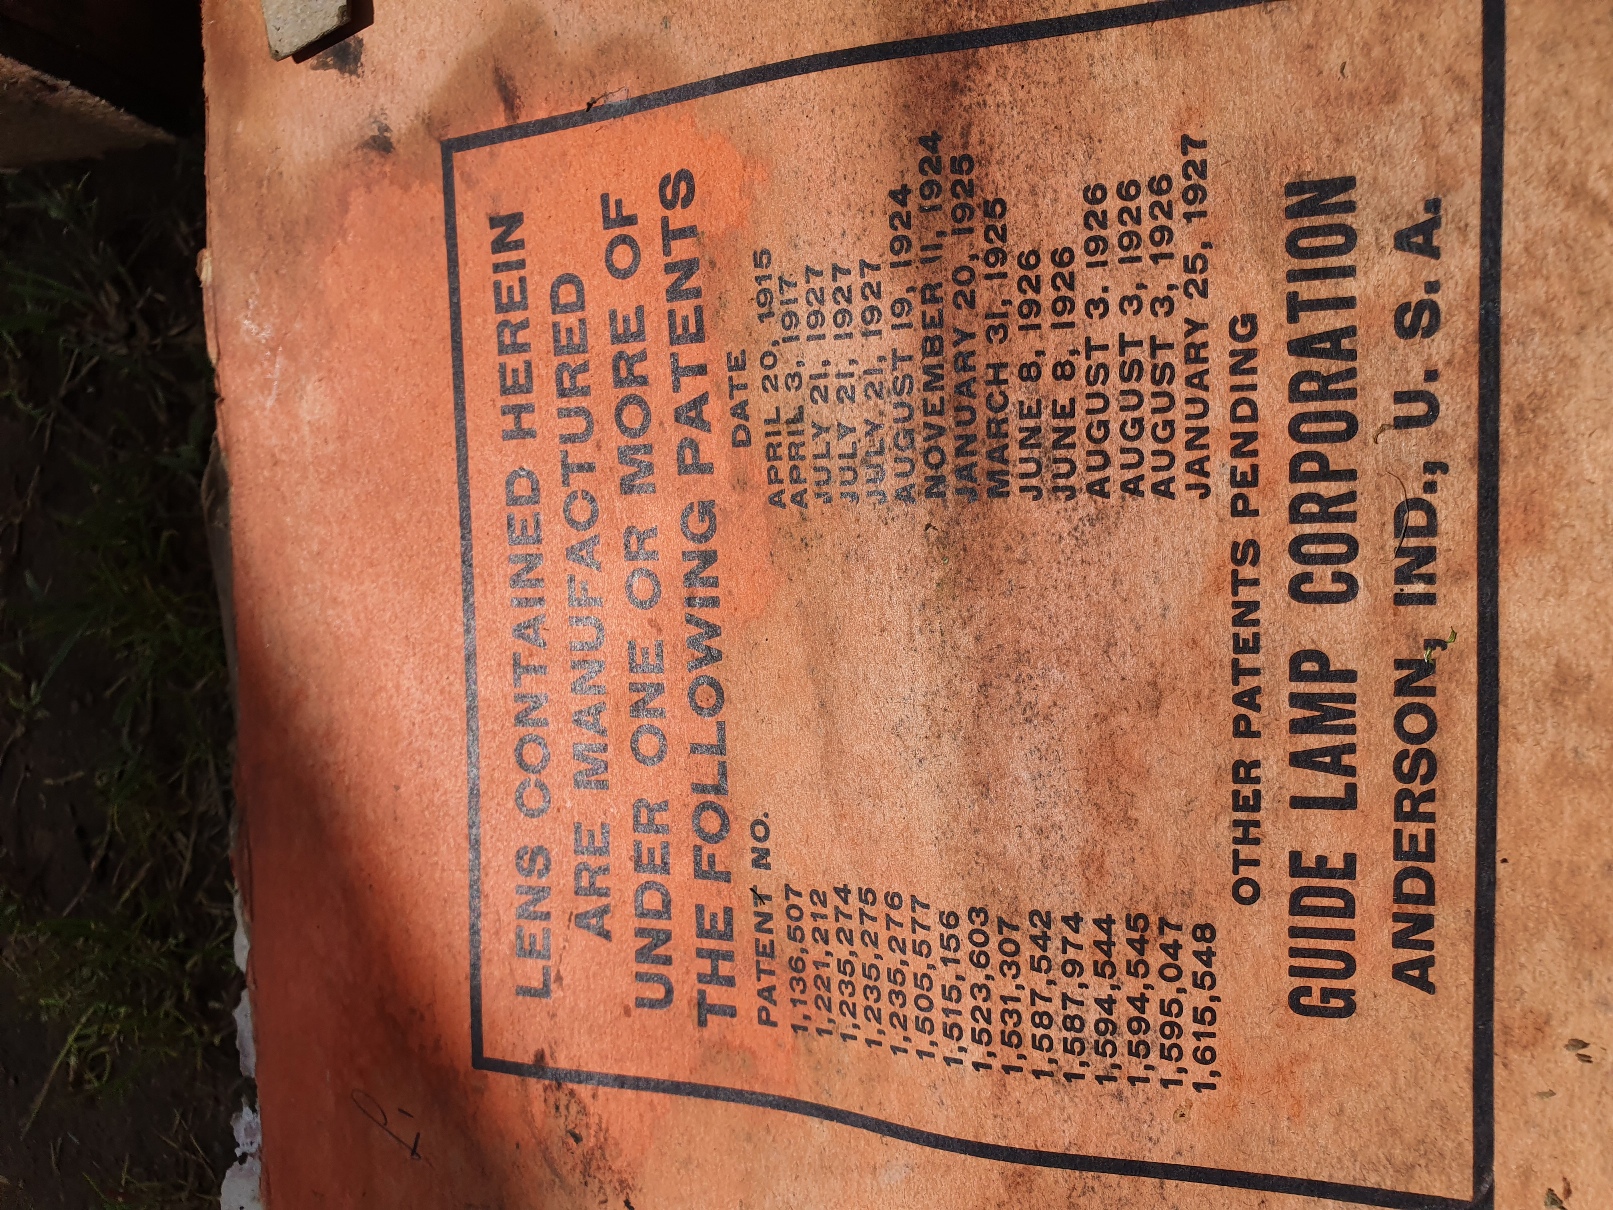 LENS CONTAINED HEREIN
ARE MANUFACTURED
UNDER ONE OR MORE OF
THE FOLLOWING PATENTS
PATENT NO. DATE
1,136,507 APRIL 20, 1915
1,221,212 APRIL 3, 1917
1,235,274 JULY 21, 1927
1,235,275 JULY 21, 1927
1,235,276 JULY 21, 1927
1,505,577 AUGUST 19, 1924
1,515,156 NOVEMBER 11, 1924
1,523,603 JANUARY 20, 1925
1,531,307 MARCH 31, 1925
1,587,542 JUNE 8, 1926
1,587,974 JUNE 8, 1926
1,594,544 AUGUST 3. 1926
1,594,545 AUGUST 3, 1926
1,595,047 AUGUST 3, 1926
1,615,548 JANUARY 25, 1927
OTHER PATENTS PENDING
GUIDE LAMP CORPORATION
ANDERSON, IND., U. S. A.